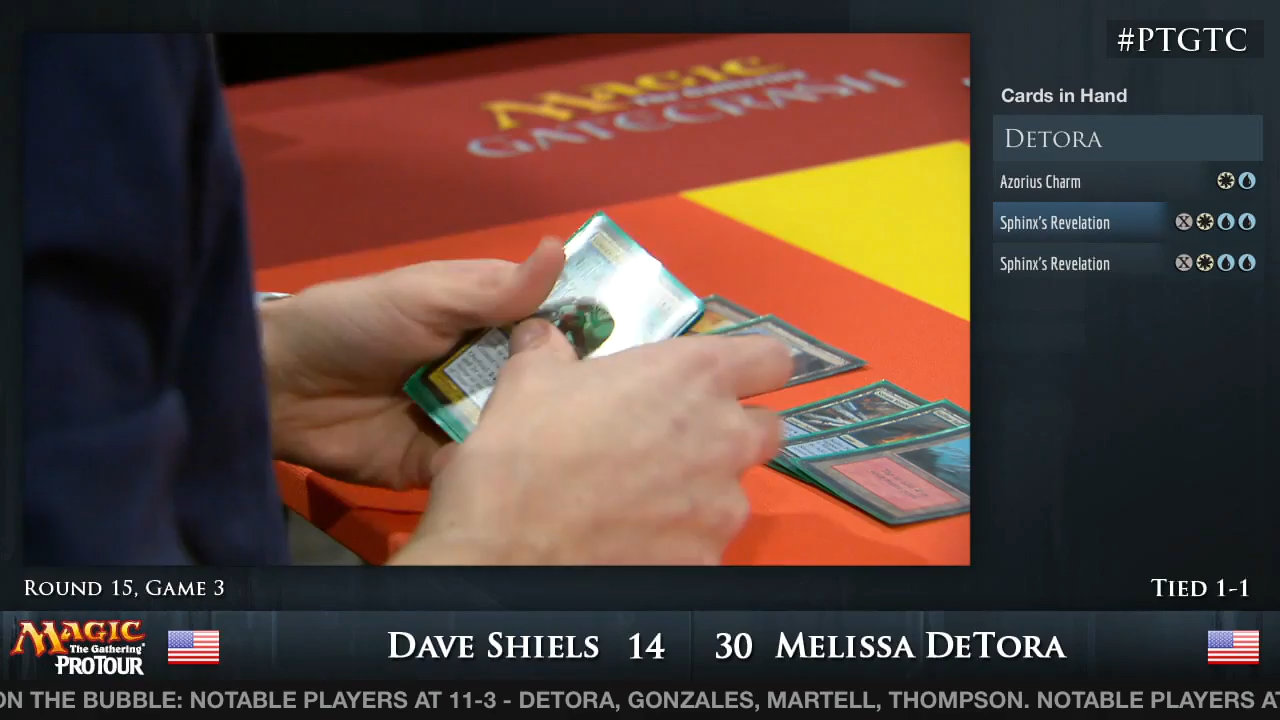 #PTGTC
Cards in Hand
DETORA
Azorius Charm
Sphinx's Revelation X
Sphinx's Revelation X
MAGIC
GATECRASH
ROUND 15, GAME 3
TIED 1-1
MAGIC
The Gathering
PROTOUR
DAVE SHIELS 14
30 MELISSA DETORA
ON THE BUBBLE: NOTABLE PLAYERS AT 11-3 - DETORA, GONZALES, MARTELL, THOMPSON. NOTABLE PLAYERS A